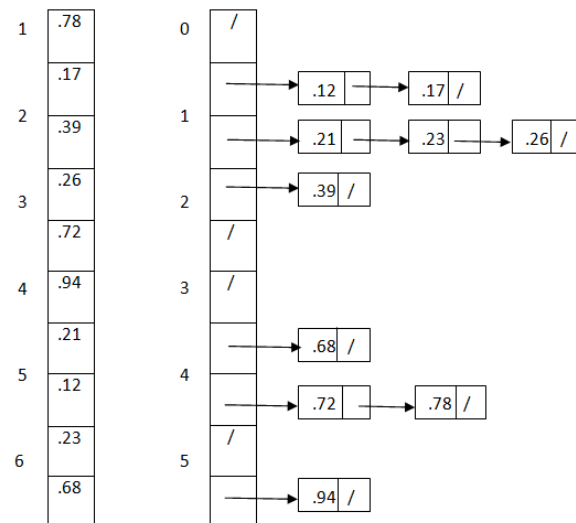 1 .78 0 /
.17 .12 .17 /
2 1
.39 .21 .23 .26 /
.26 .39 /
3 2
.72 /
4 .94 3 /
.21 .68 /
5 4
.12 .72 .78 /
.23 /
6 5
.68 .94 /